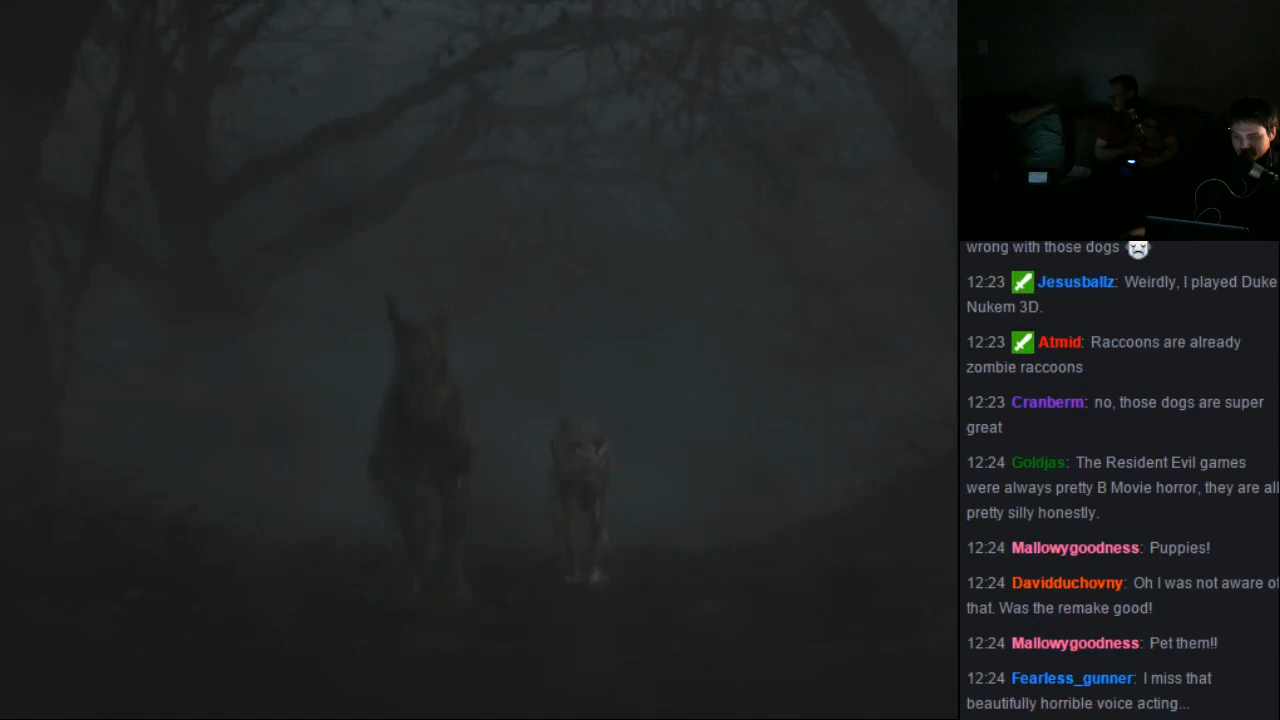 wrong with those dogs
12:23 Jesusballz: Weirdly, I played Duke
Nukem 3D.
12:23 Atmid: Raccoons are already
zombie raccoons
12:23 Cranberm: no, those dogs are super
great
12:24 Goldjas: The Resident Evil games
were always pretty B Movie horror, they are all
pretty silly honestly.
12:24 Mallowygoodness: Puppies!
12:24 Davidduchovny: Oh I was not aware of
that. Was the remake good!
12:24 Mallowygoodness: Pet them!!
12:24 Fearless_gunner: I miss that
beautifully horrible voice acting...